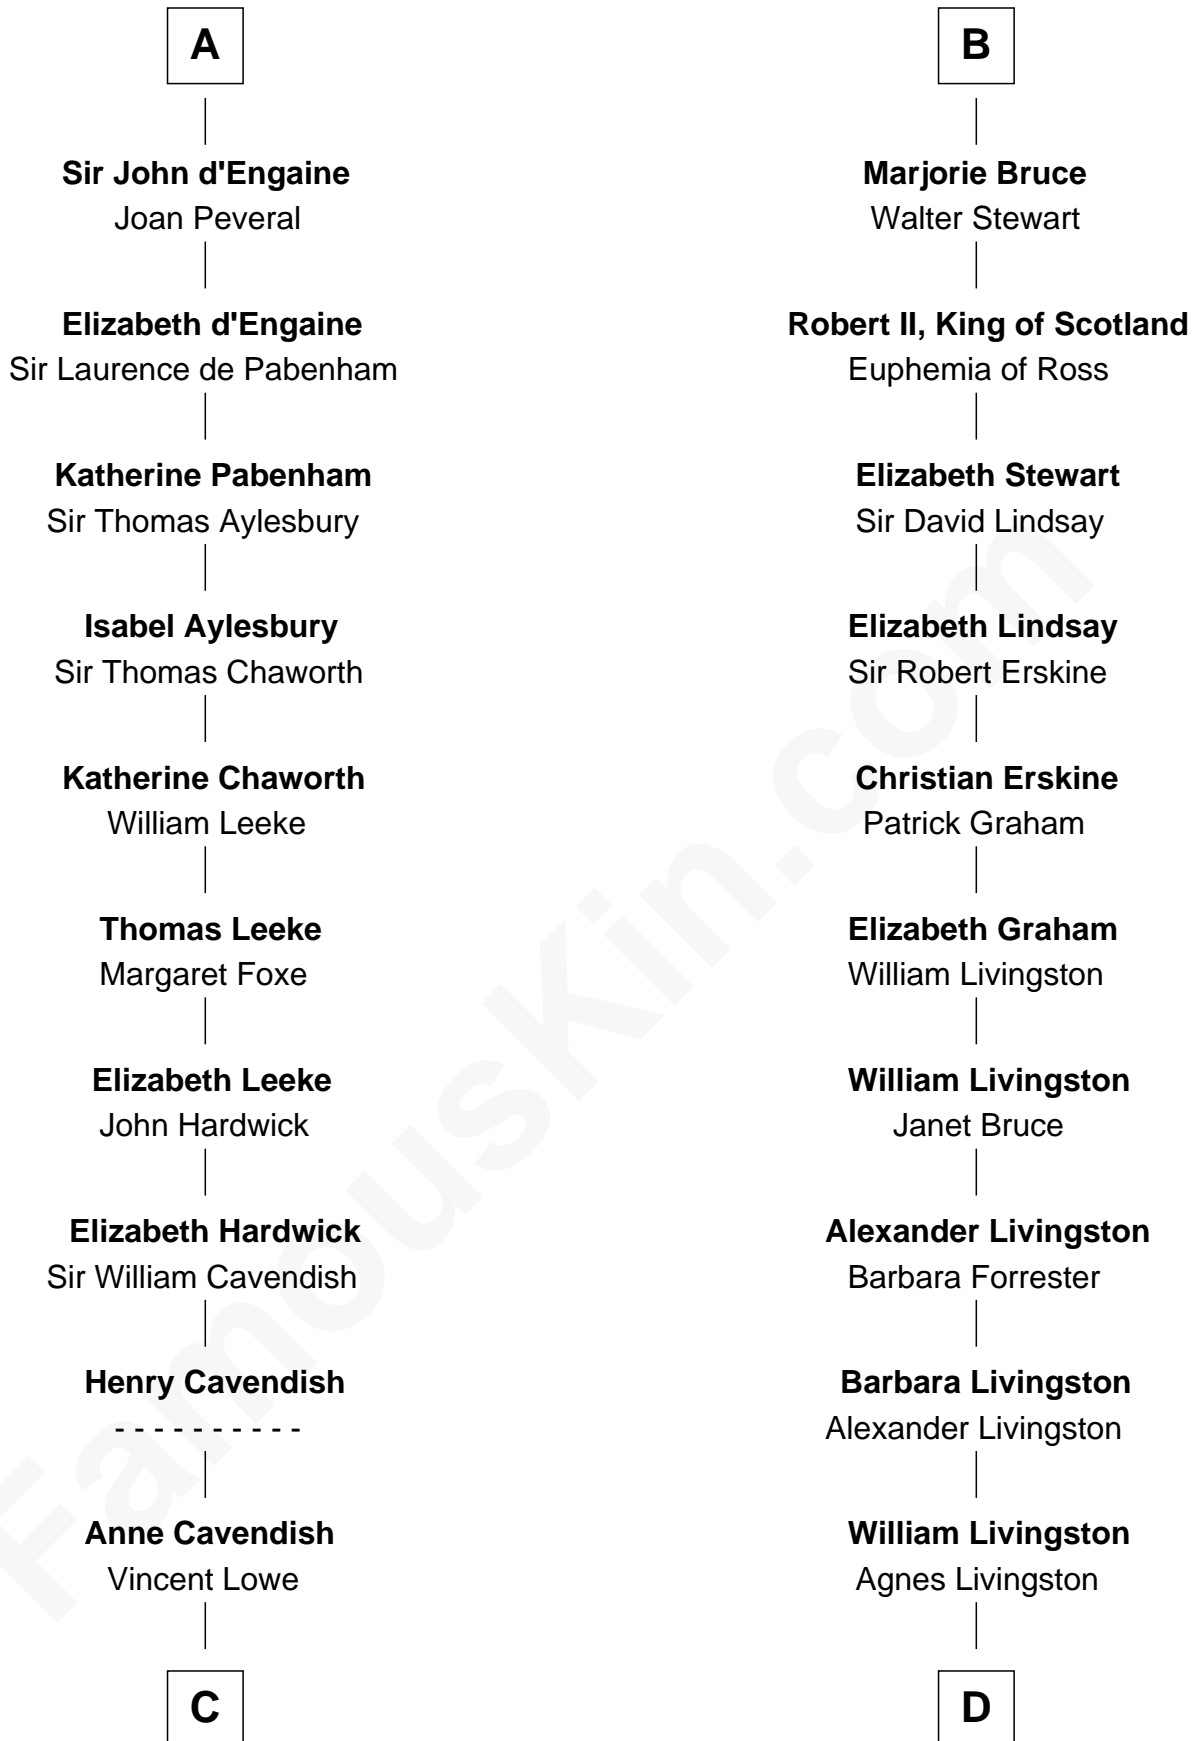 A
Sir John d'Engaine
Joan Peveral
Elizabeth d'Engaine
Sir Laurence de Pabenham
Katherine Pabenham
Sir Thomas Aylesbury
Isabel Aylesbury
Sir Thomas Chaworth
Katherine Chaworth
William Leeke
Thomas Leeke
Margaret Foxe
Elizabeth Leeke
John Hardwick
Elizabeth Hardwick
Sir William Cavendish
Henry Cavendish
- - - - - - - - - -
Anne Cavendish
Vincent Lowe
C
B
Marjorie Bruce
Walter Stewart
Robert II, King of Scotland
Euphemia of Ross
Elizabeth Stewart
Sir David Lindsay
Elizabeth Lindsay
Sir Robert Erskine
Christian Erskine
Patrick Graham
Elizabeth Graham
William Livingston
William Livingston
Janet Bruce
Alexander Livingston
Barbara Forrester
Barbara Livingston
Alexander Livingston
William Livingston
Agnes Livingston
D
FamousKin.com